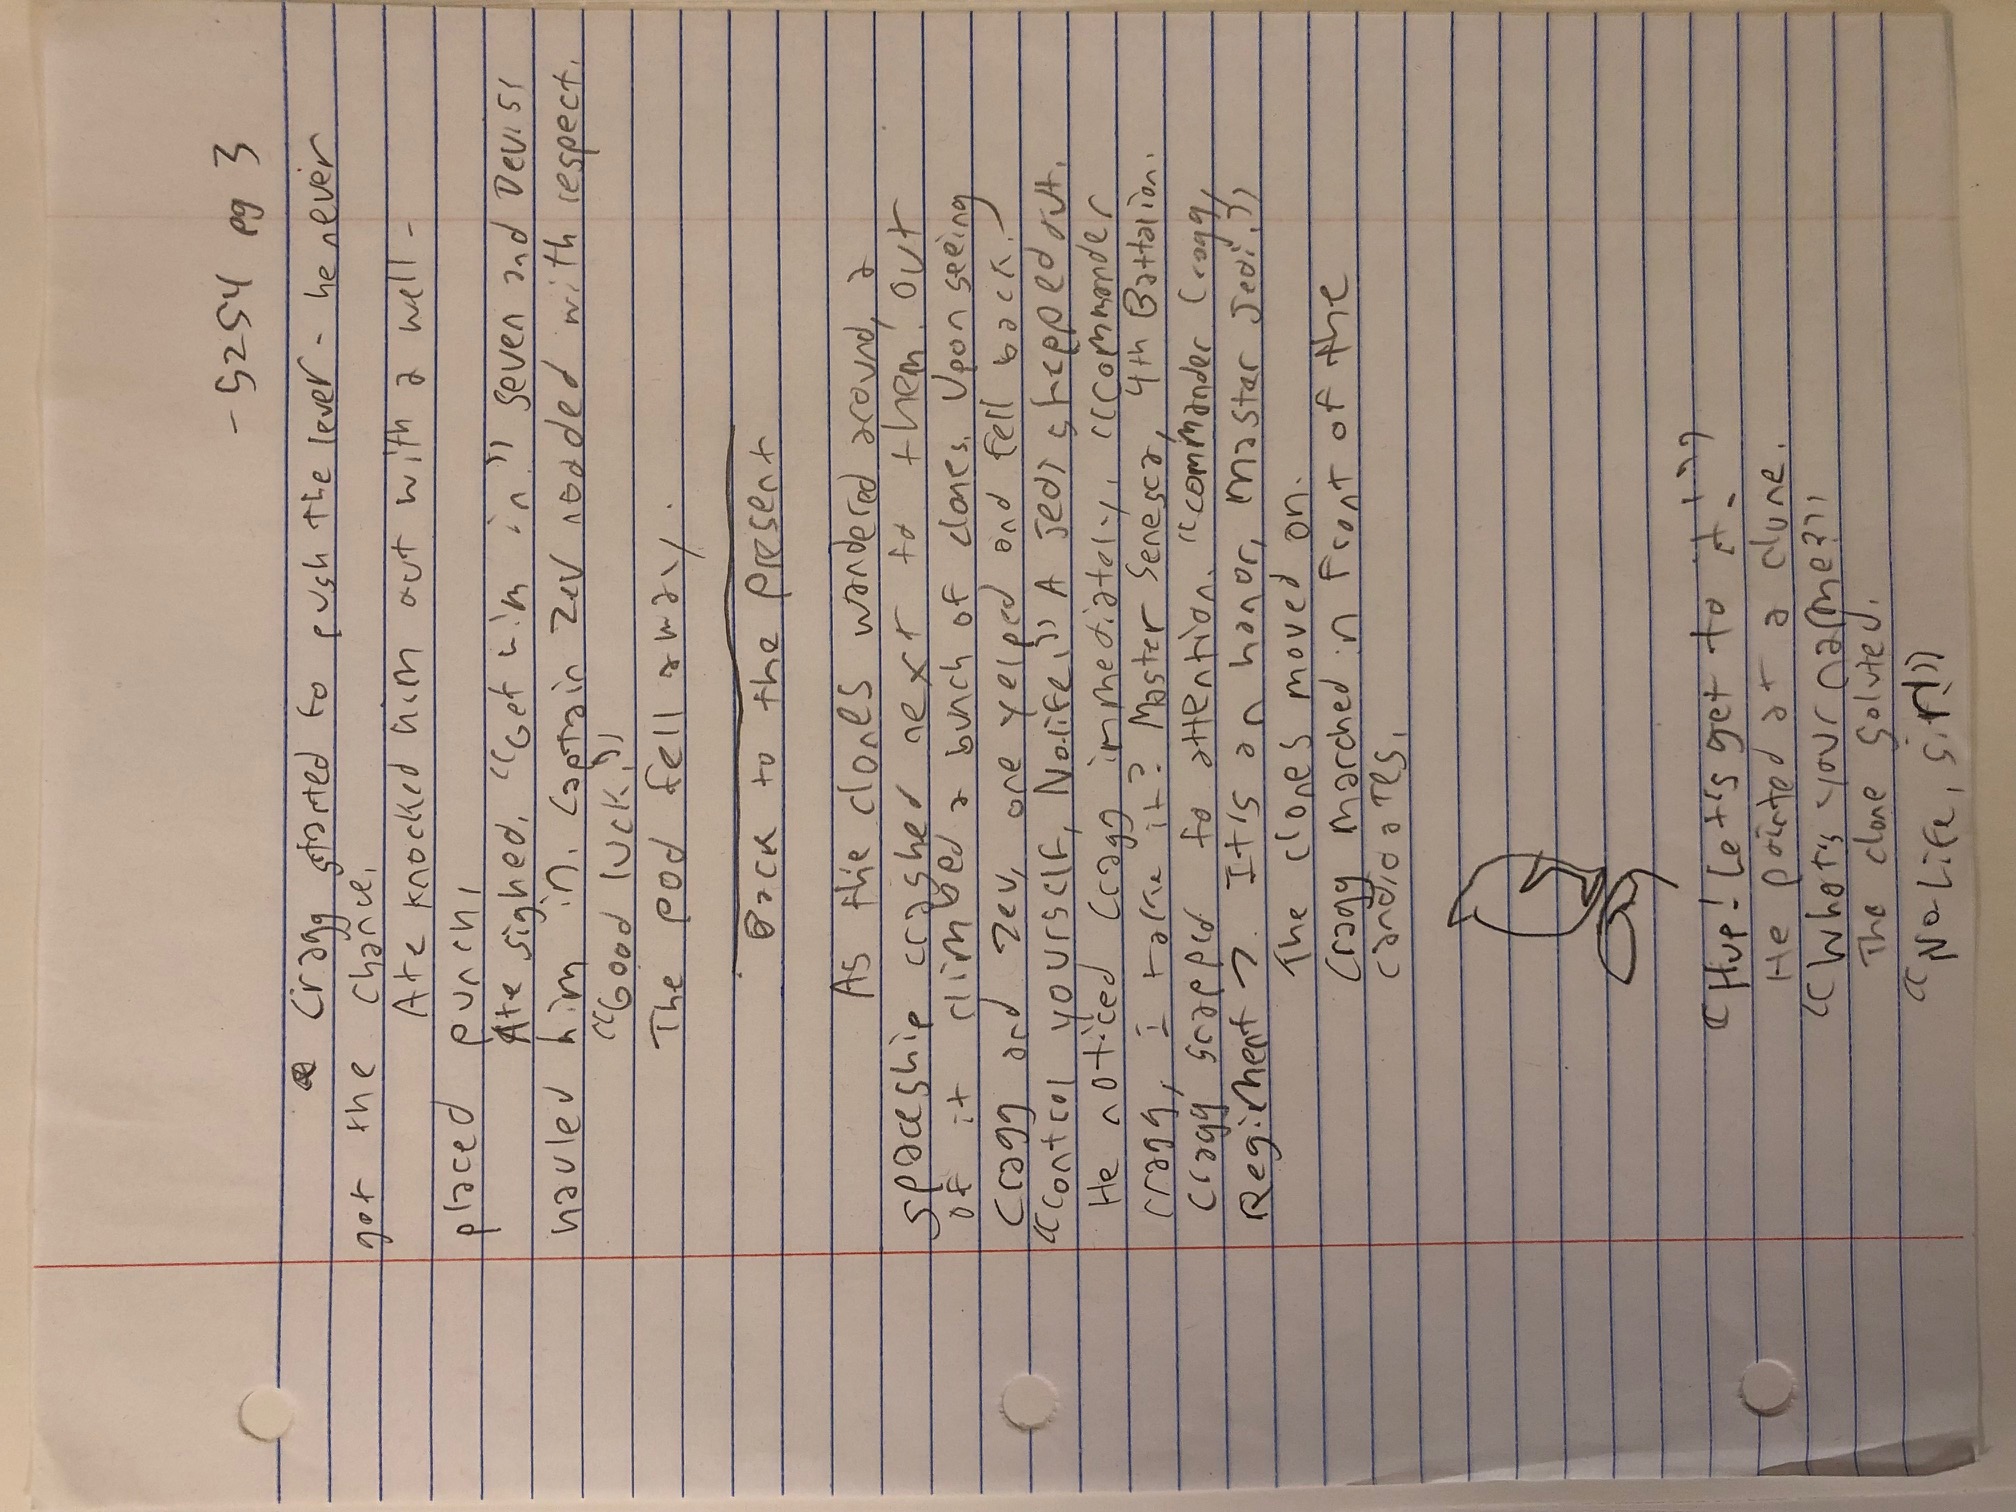 - 5254 pg 3
Cragg started to push the lever - he never
got the chance.
Ate knocked him out with a well -
placed punch.
Ate sighed. "Get him in." Seven and Devisi
hauled him in. Captain Zev nodded with respect.
"Good luck."
The pod fell away.
Back to the present
As the clones wandered around, a
spaceship crashed next to them. Out
of it climbed a bunch of clones. Upon seeing
Cragg and Zev, one yelped and fell back.
"Control yourself, No-life." A Jedi stepped out.
He noticed Cragg immediately. "Commander
Cragg, I take it? Master Senesca, 4th Battalion.
Cragg snapped to attention. "Commander Cragg,
Regiment 7. It's an honor, Master Jedi."
The clones moved on.
Cragg marched in front of the
candidates.
"Hup! Let's get to it!"
He pointed at a clone.
"What's your name?"
The clone saluted.
"No-Life, sir!"